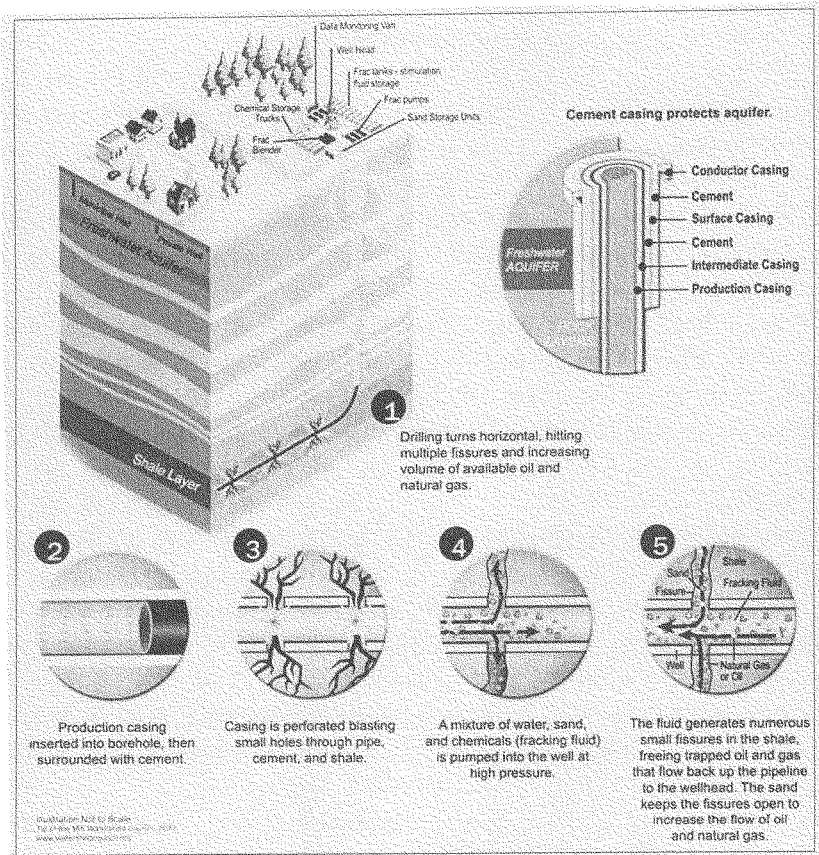 Data Monitoring Van
Well Head
Frac tanks - stimulation
fluid storage
Frac pumps
Sand Storage Units
Chemical Storage
Trucks
Frac
Blender
Municipal Well
Private Well
Freshwater Aquifer
Shale Layer
Cement casing protects aquifer.
Conductor Casing
Cement
Surface Casing
Cement
Intermediate Casing
Production Casing
Freshwater
AQUIFER
1
Drilling turns horizontal, hitting
multiple fissures and increasing
volume of available oil and
natural gas.
2
Production casing
inserted into borehole, then
surrounded with cement.
3
Casing is perforated blasting
small holes through pipe,
cement, and shale.
4
A mixture of water, sand,
and chemicals (fracking fluid)
is pumped into the well at
high pressure.
5
Sand
Fissure
Shale
Fracking Fluid
Well
Natural Gas
or Oil
The fluid generates numerous
small fissures in the shale,
freeing trapped oil and gas
that flow back up the pipeline
to the wellhead. The sand
keeps the fissures open to
increase the flow of oil
and natural gas.
Illustration Not to Scale